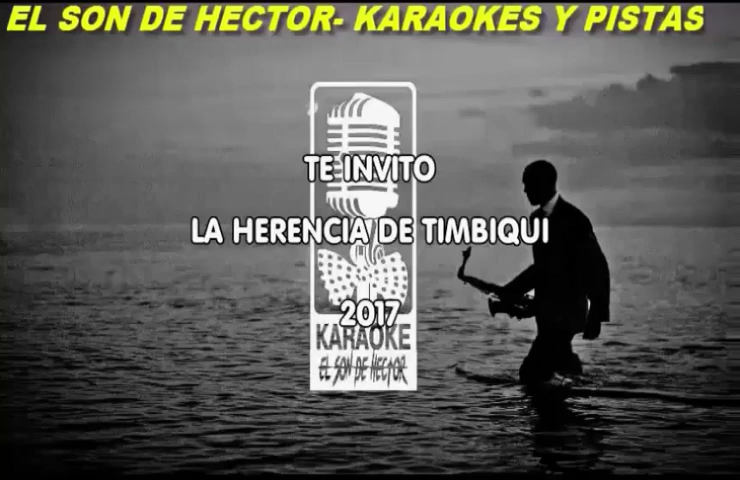 EL SON DE HECTOR- KARAOKES Y PISTAS
TE INVITO
LA HERENCIA DE TIMBIQUI
2017
KARAOKE
EL SON DE HECTOR